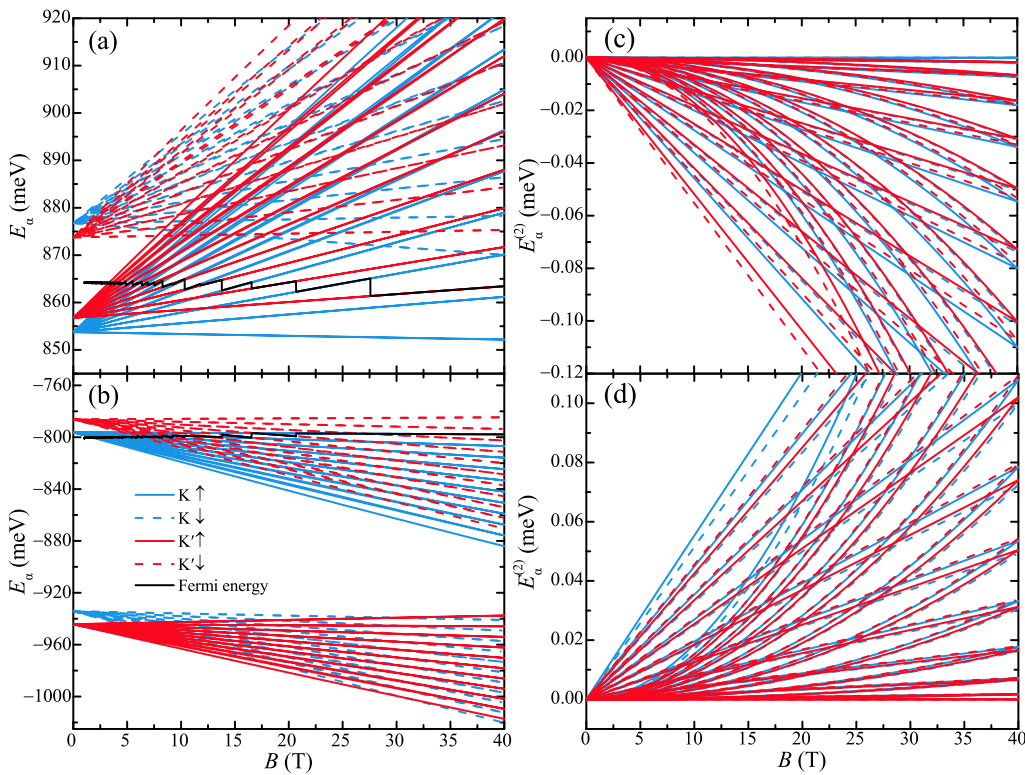 (a)
920
910
900
890
880
870
860
850
E_α (meV)
(b)
−760
−800
−840
−880
−920
−960
−1000
E_α (meV)
K ↑
K ↓
K′↑
K′↓
Fermi energy
0 5 10 15 20 25 30 35 40
B (T)
(c)
0.00
−0.02
−0.04
−0.06
−0.08
−0.10
−0.12
E_α^(2) (meV)
(d)
0.10
0.08
0.06
0.04
0.02
0.00
E_α^(2) (meV)
0 5 10 15 20 25 30 35 40
B (T)